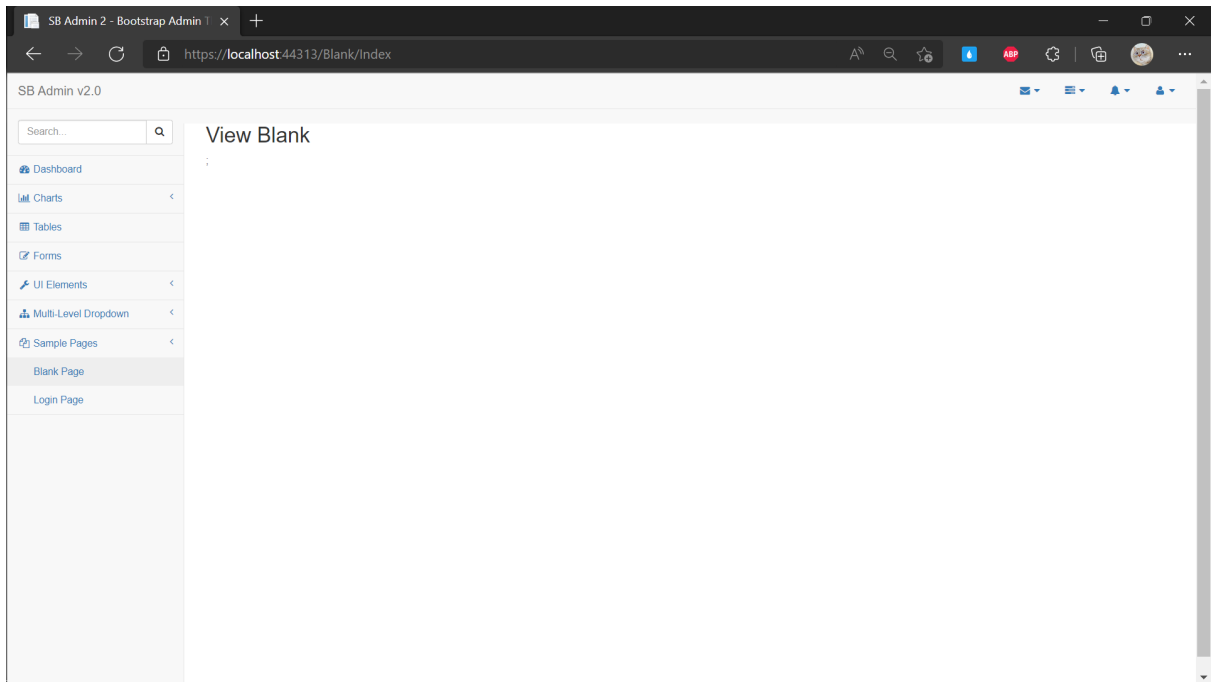 SB Admin 2 - Bootstrap Admin T
https://localhost:44313/Blank/Index
ABP
SB Admin v2.0
Search...
View Blank
;
Dashboard
Charts
Tables
Forms
UI Elements
Multi-Level Dropdown
Sample Pages
Blank Page
Login Page